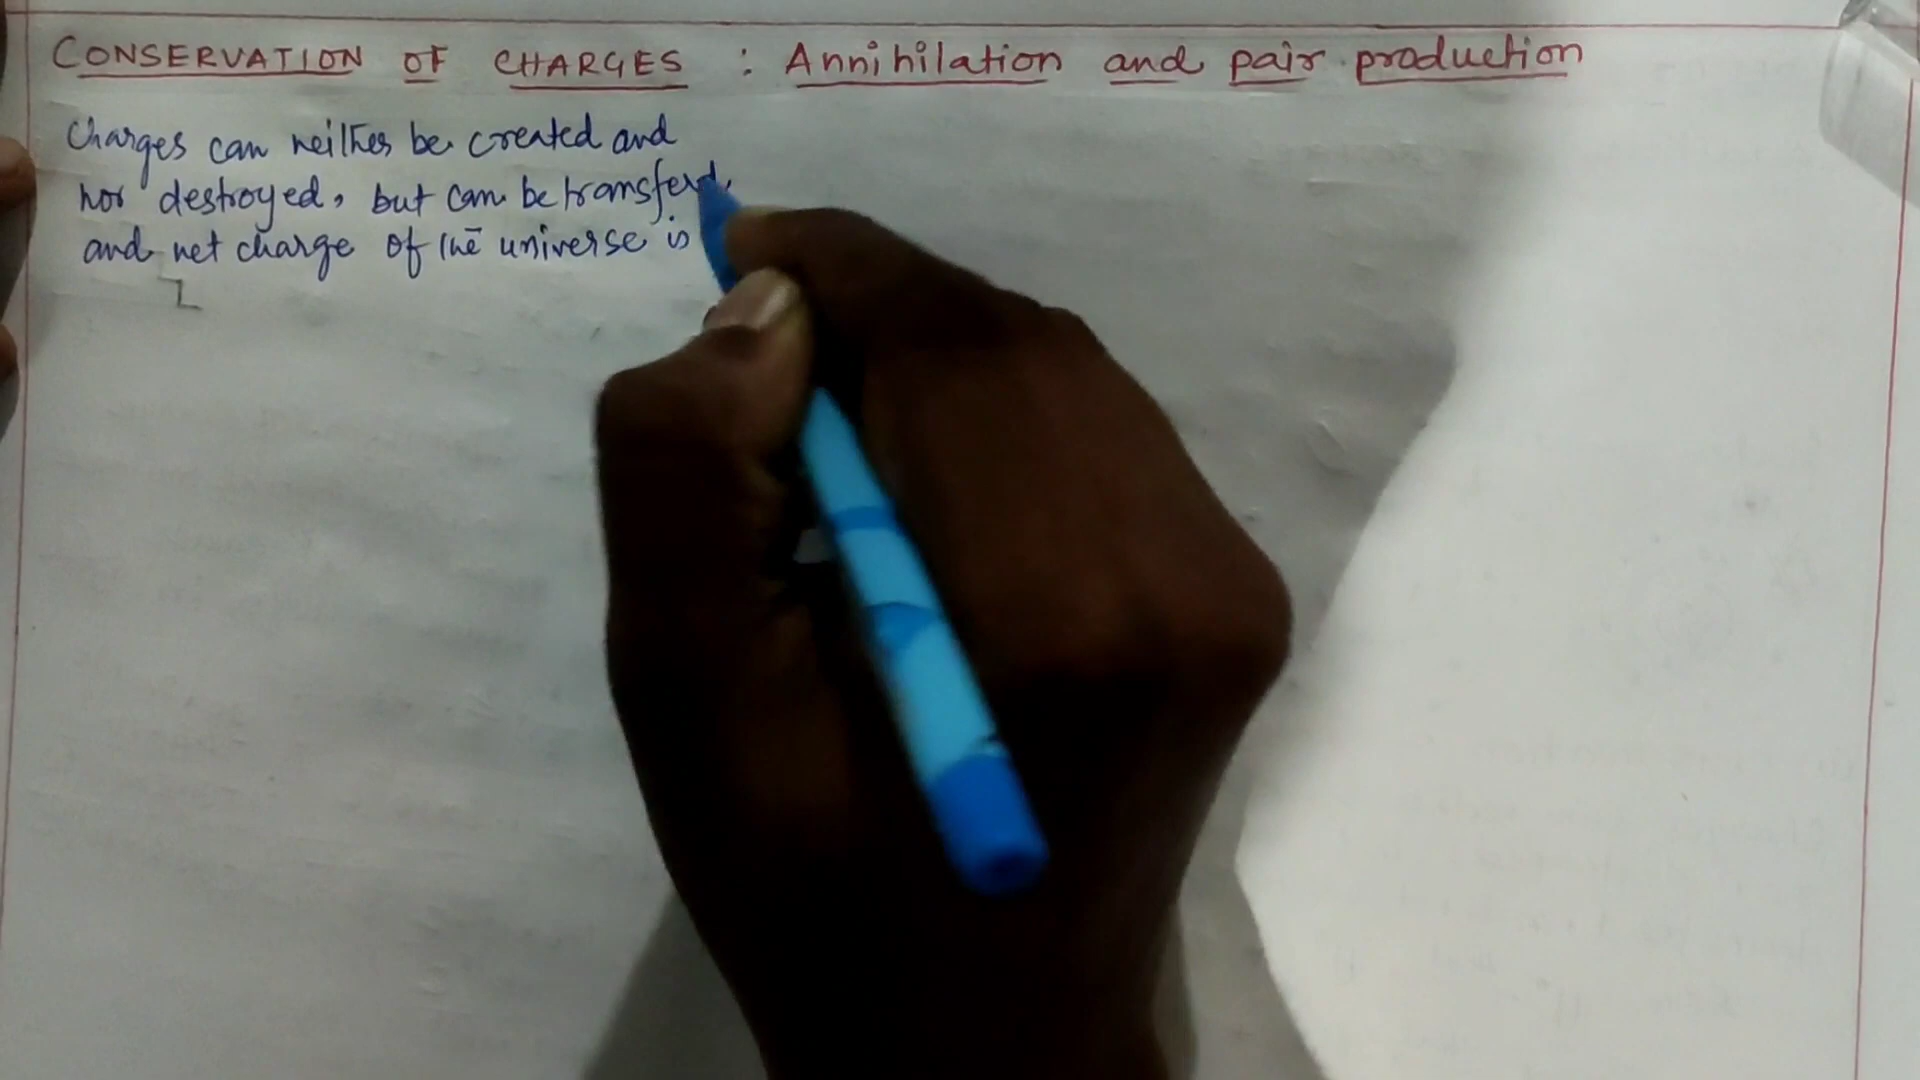 CONSERVATION OF CHARGES : Annihilation and pair production
Charges can neither be created and
nor destroyed, but can be transferd,
and net charge of the universe is